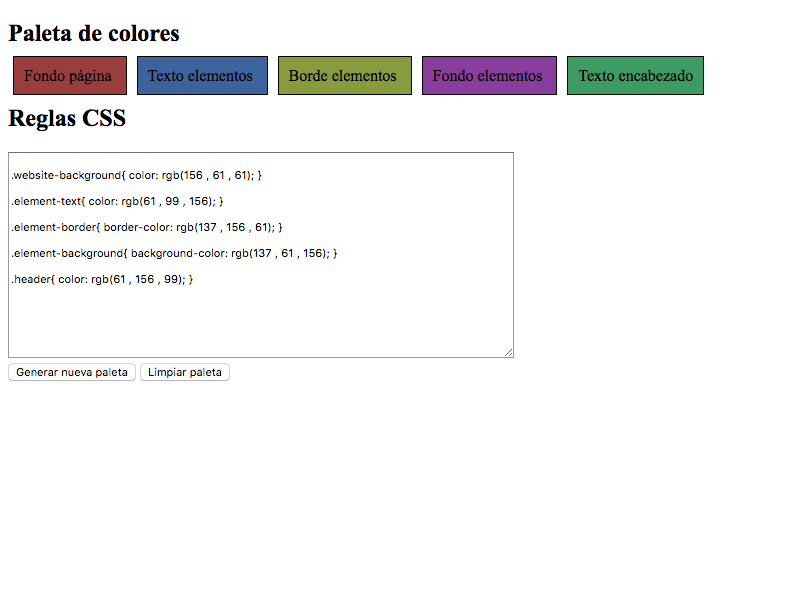 Paleta de colores
Fondo página Texto elementos Borde elementos Fondo elementos Texto encabezado
Reglas CSS
.website-background{ color: rgb(156 , 61 , 61); }
.element-text{ color: rgb(61 , 99 , 156); }
.element-border{ border-color: rgb(137 , 156 , 61); }
.element-background{ background-color: rgb(137 , 61 , 156); }
.header{ color: rgb(61 , 156 , 99); }
Generar nueva paleta Limpiar paleta